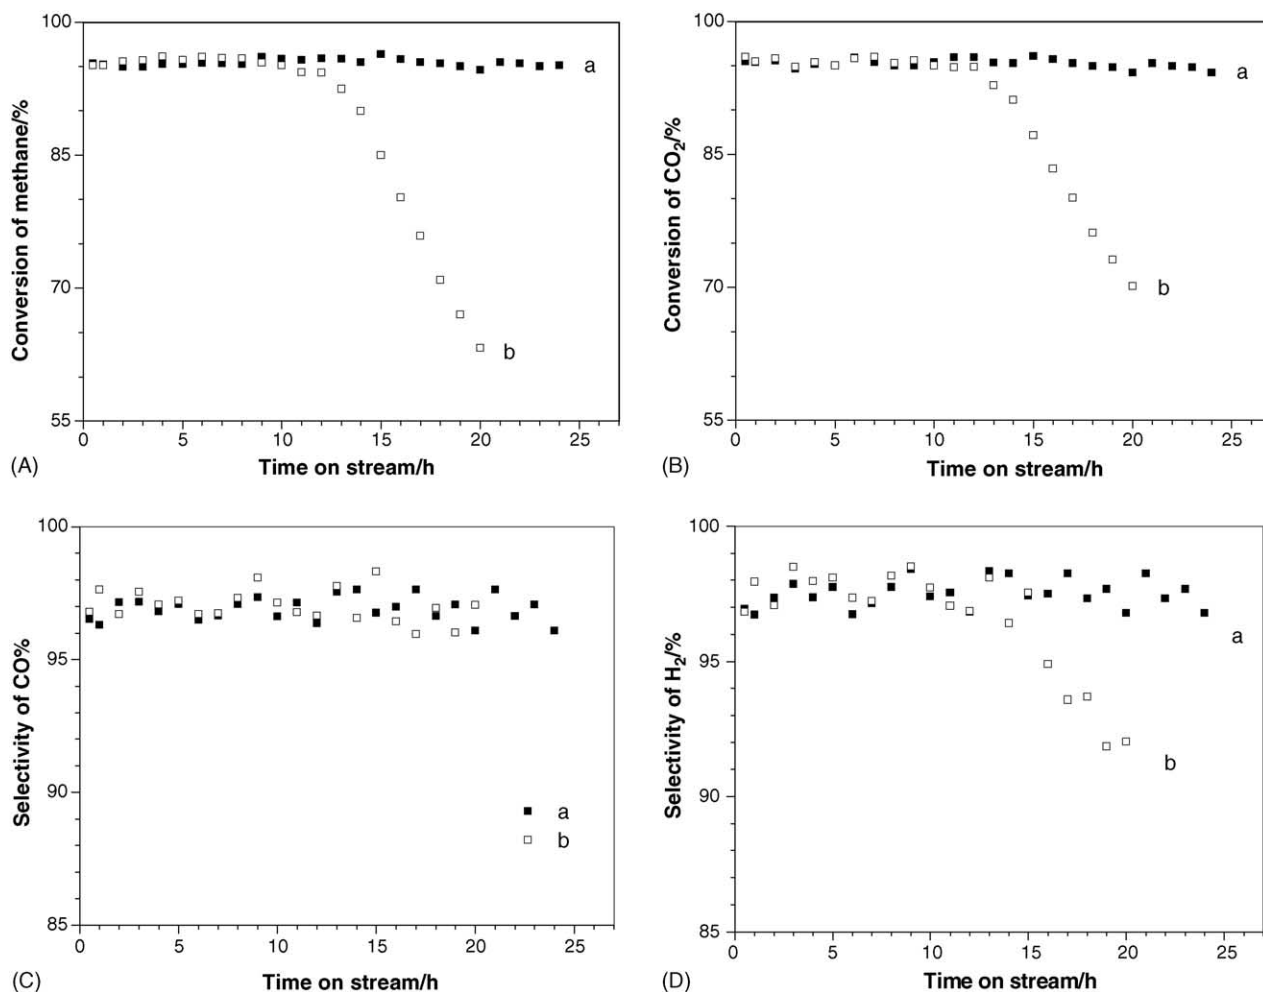 100
85
70
55
Conversion of methane/%
a
b
0 5 10 15 20 25
Time on stream/h
(A)
100
85
70
55
Conversion of CO₂/%
a
b
0 5 10 15 20 25
Time on stream/h
(B)
100
95
90
85
Selectivity of CO%
a
b
0 5 10 15 20 25
Time on stream/h
(C)
100
95
90
85
Selectivity of H₂/%
a
b
0 5 10 15 20 25
Time on stream/h
(D)